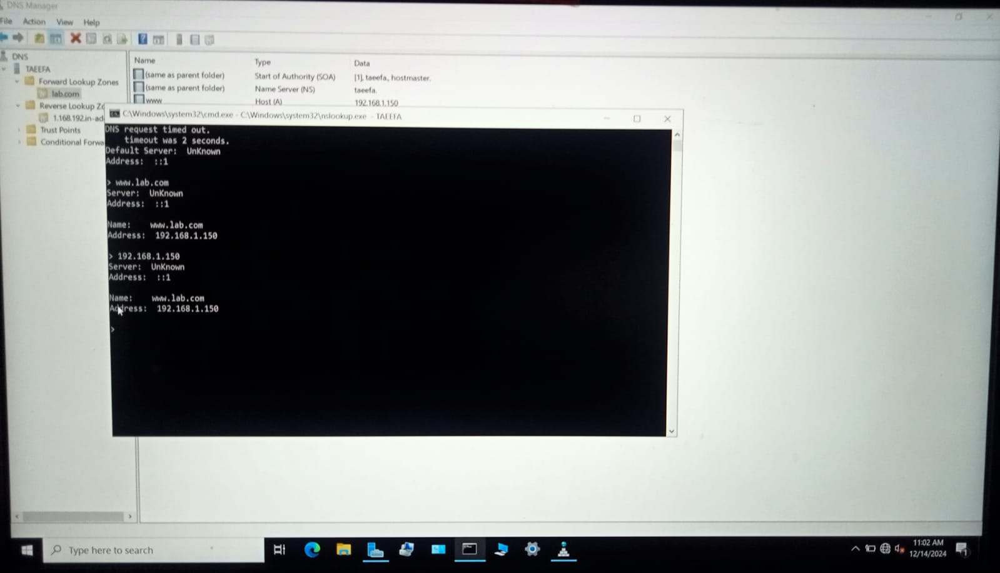 DNS Manager
File Action View Help
DNS
TAEEFA
Forward Lookup Zones
lab.com
Reverse Lookup Zo
1.168.192.in-ad
Trust Points
Conditional Forwa
Name Type Data
(same as parent folder) Start of Authority (SOA) [1], taeefa., hostmaster.
(same as parent folder) Name Server (NS) taeefa.
www Host (A) 192.168.1.150
C:\Windows\system32\cmd.exe - C:\Windows\system32\nslookup.exe - TAEEFA
DNS request timed out.
timeout was 2 seconds.
Default Server: UnKnown
Address: ::1
> www.lab.com
Server: UnKnown
Address: ::1
Name: www.lab.com
Address: 192.168.1.150
> 192.168.1.150
Server: UnKnown
Address: ::1
Name: www.lab.com
Address: 192.168.1.150
>
Type here to search
11:02 AM
12/14/2024
1